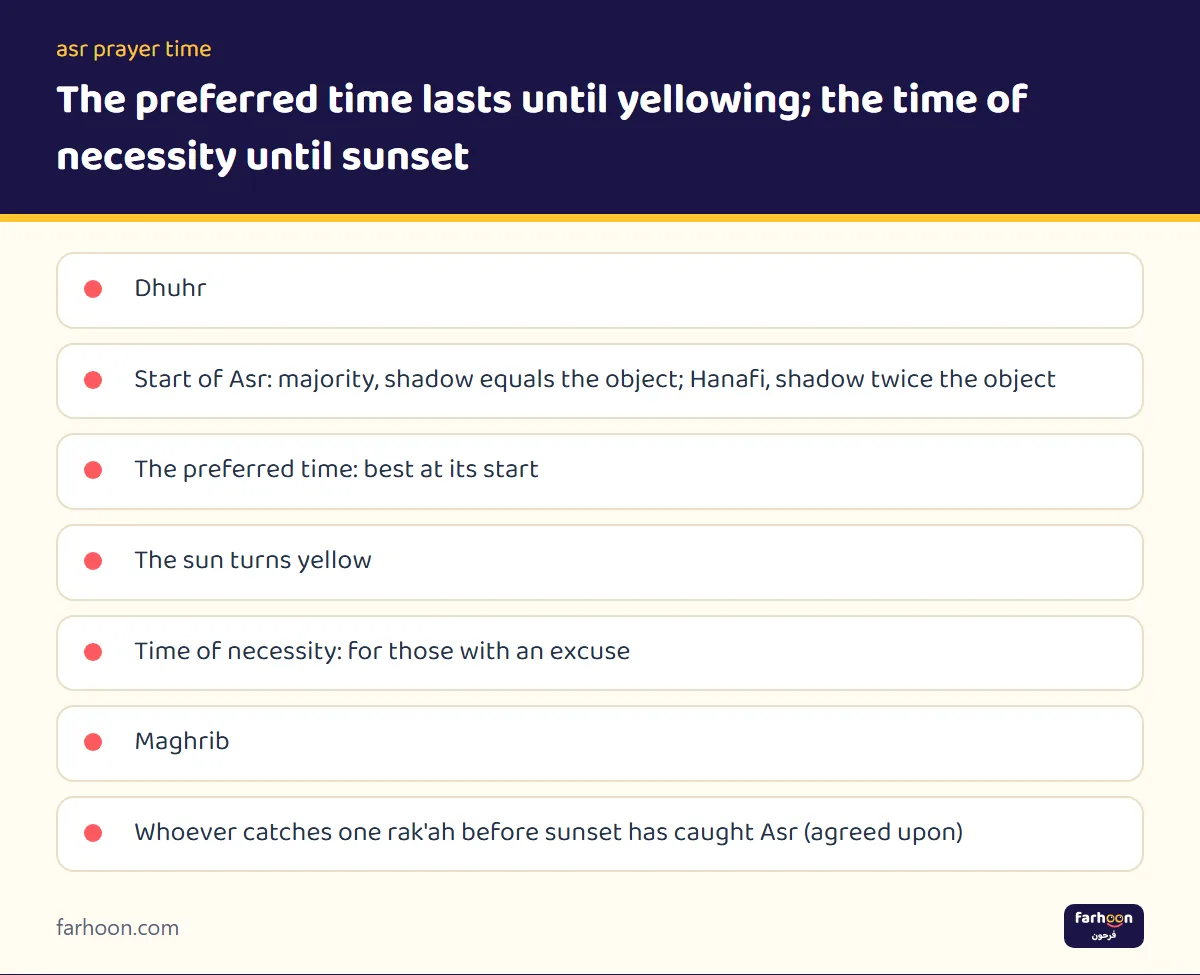 asr prayer time
The preferred time lasts until yellowing; the time of
necessity until sunset
Dhuhr
Start of Asr: majority, shadow equals the object; Hanafi, shadow twice the object
The preferred time: best at its start
The sun turns yellow
Time of necessity: for those with an excuse
Maghrib
Whoever catches one rak'ah before sunset has caught Asr (agreed upon)
farhoon.com
farhoon
فرحون